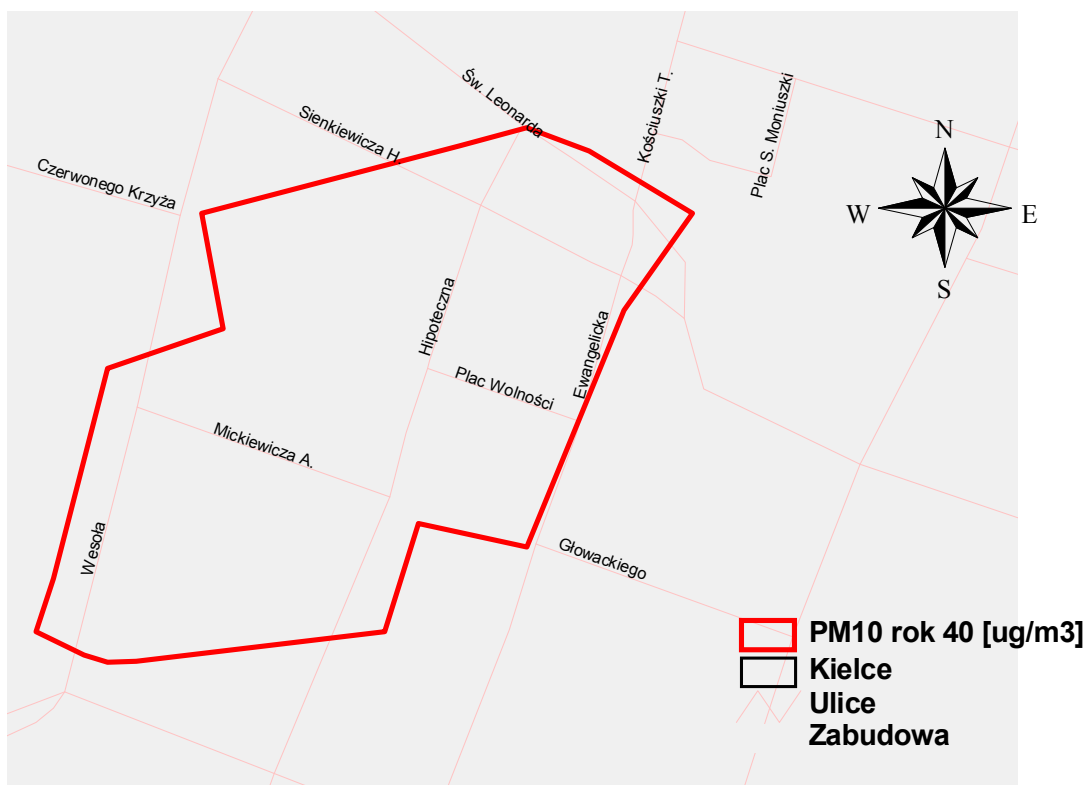 Św. Leonarda
Kościuszki T.
Plac S. Moniuszki
Sienkiewicza H.
N
Czerwonego Krzyża
W
E
S
Hipoteczna
Ewangelicka
Plac Wolności
Mickiewicza A.
Wesoła
Głowackiego
PM10 rok 40 [ug/m3]
Kielce
Ulice
Zabudowa